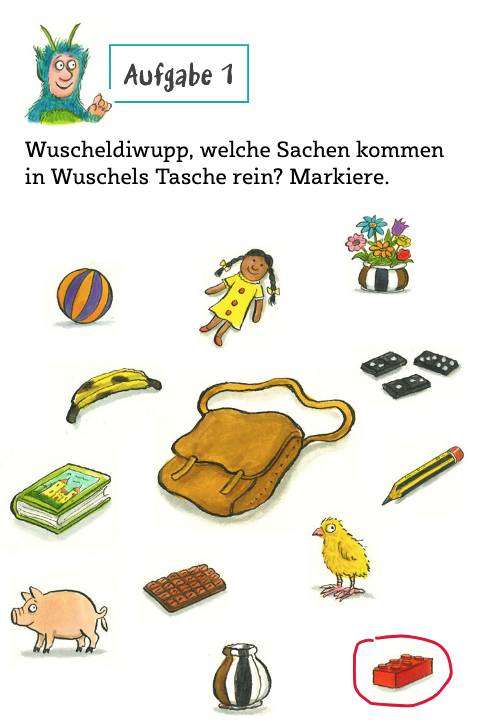 Aufgabe 1
Wuscheldiwupp, welche Sachen kommen
in Wuschels Tasche rein? Markiere.